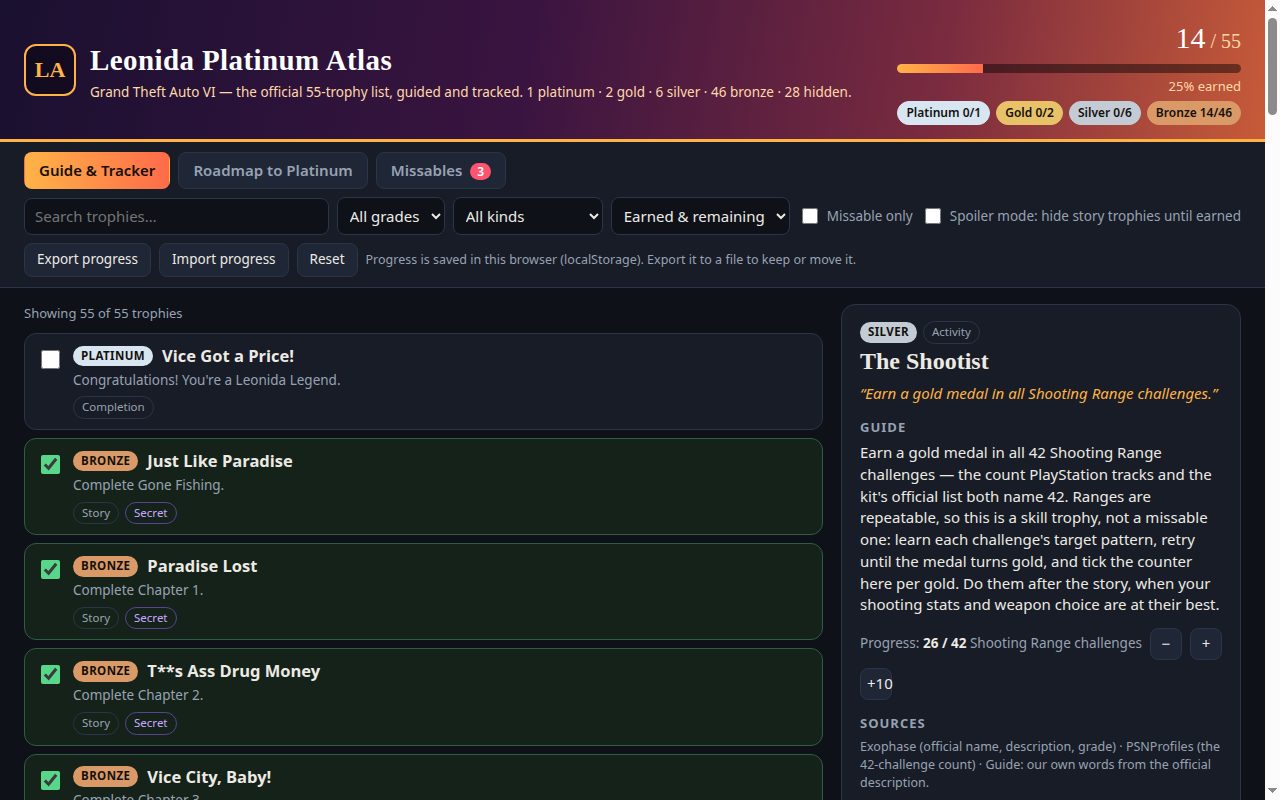 LA
Leonida Platinum Atlas
Grand Theft Auto VI — the official 55-trophy list, guided and tracked. 1 platinum · 2 gold · 6 silver · 46 bronze · 28 hidden.
14 / 55
25% earned
Platinum 0/1 Gold 0/2 Silver 0/6 Bronze 14/46
Guide & Tracker Roadmap to Platinum Missables 3
Search trophies... All grades All kinds Earned & remaining Missable only Spoiler mode: hide story trophies until earned
Export progress Import progress Reset Progress is saved in this browser (localStorage). Export it to a file to keep or move it.
Showing 55 of 55 trophies
PLATINUM Vice Got a Price!
Congratulations! You're a Leonida Legend.
Completion
BRONZE Just Like Paradise
Complete Gone Fishing.
Story Secret
BRONZE Paradise Lost
Complete Chapter 1.
Story Secret
BRONZE T**s Ass Drug Money
Complete Chapter 2.
Story Secret
BRONZE Vice City, Baby!
Complete Chapter 3.
SILVER Activity
The Shootist
“Earn a gold medal in all Shooting Range challenges.”
GUIDE
Earn a gold medal in all 42 Shooting Range
challenges — the count PlayStation tracks and the
kit's official list both name 42. Ranges are
repeatable, so this is a skill trophy, not a missable
one: learn each challenge's target pattern, retry
until the medal turns gold, and tick the counter
here per gold. Do them after the story, when your
shooting stats and weapon choice are at their best.
Progress: 26 / 42 Shooting Range challenges − +
+10
SOURCES
Exophase (official name, description, grade) · PSNProfiles (the
42-challenge count) · Guide: our own words from the official
description.